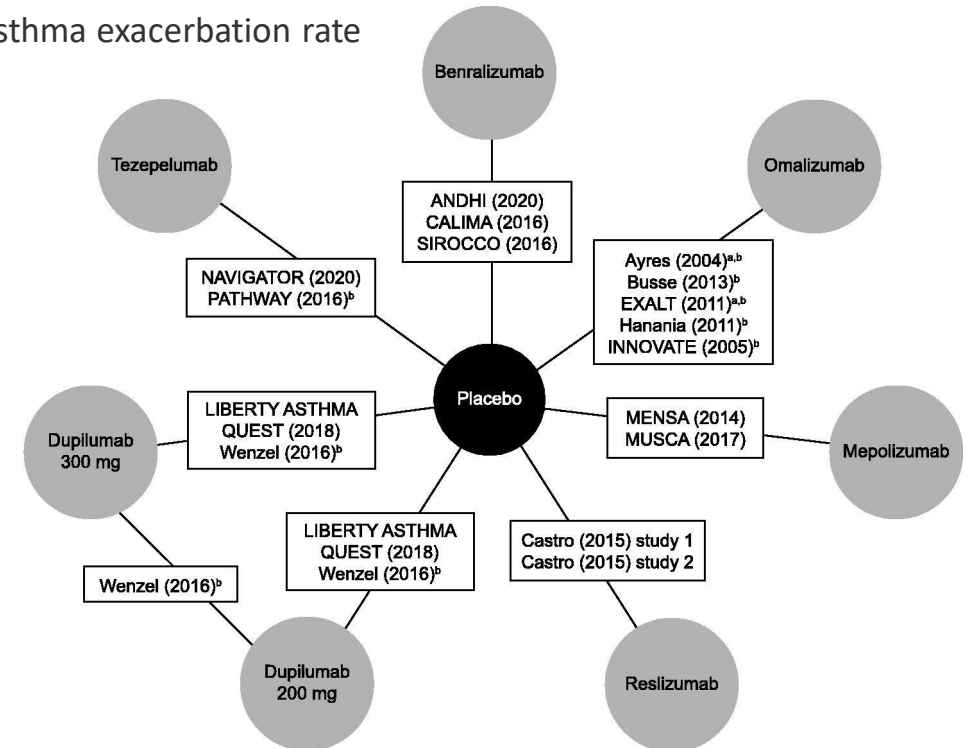 sthma exacerbation rate
Benralizumab
Tezepelumab
Omalizumab
ANDHI (2020)
CALIMA (2016)
SIROCCO (2016)
Ayres (2004)ᵃ,ᵇ
Busse (2013)ᵇ
EXALT (2011)ᵃ,ᵇ
Hanania (2011)ᵇ
INNOVATE (2005)ᵇ
NAVIGATOR (2020)
PATHWAY (2016)ᵇ
Placebo
LIBERTY ASTHMA
QUEST (2018)
Wenzel (2016)ᵇ
MENSA (2014)
MUSCA (2017)
Dupilumab
300 mg
Mepolizumab
LIBERTY ASTHMA
QUEST (2018)
Wenzel (2016)ᵇ
Castro (2015) study 1
Castro (2015) study 2
Wenzel (2016)ᵇ
Dupilumab
200 mg
Reslizumab